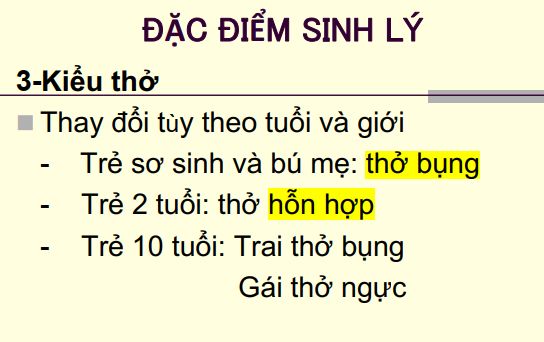 ĐẶC ĐIỂM SINH LÝ
3-Kiểu thở
Thay đổi tùy theo tuổi và giới
- Trẻ sơ sinh và bú mẹ: thở bụng
- Trẻ 2 tuổi: thở hỗn hợp
- Trẻ 10 tuổi: Trai thở bụng
Gái thở ngực